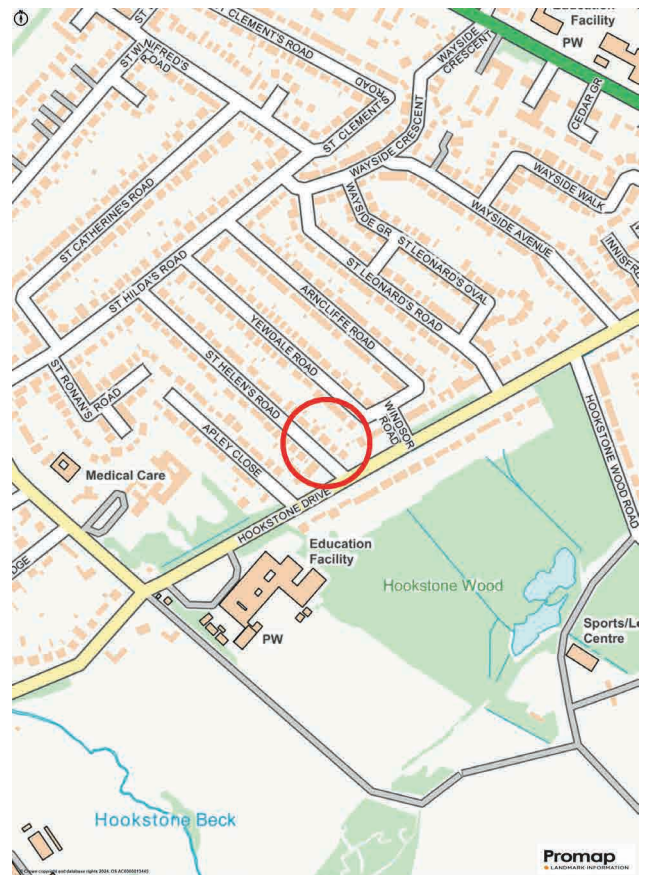 Education
Facility
PW
ST CLEMENT'S ROAD
ST WINIFRED'S
ROAD
WAYSIDE
CRESCENT
ROAD
ST CLEMENT'S
CEDAR GR
WAYSIDE CRESCENT
WAYSIDE WALK
ST CATHERINE'S ROAD
WAYSIDE GR
WAYSIDE AVENUE
ST LEONARD'S OVAL
ST LEONARD'S ROAD
ST HILDA'S ROAD
ARNCLIFFE ROAD
YEWDALE ROAD
ST HELEN'S ROAD
ST RONAN'S
ROAD
WINDSOR
ROAD
HOOKSTONE WOOD ROAD
APLEY CLOSE
Medical Care
HOOKSTONE DRIVE
Education
Facility
DGE
Hookstone Wood
Sports/Le
Centre
PW
Hookstone Beck
Promap
LANDMARK INFORMATION